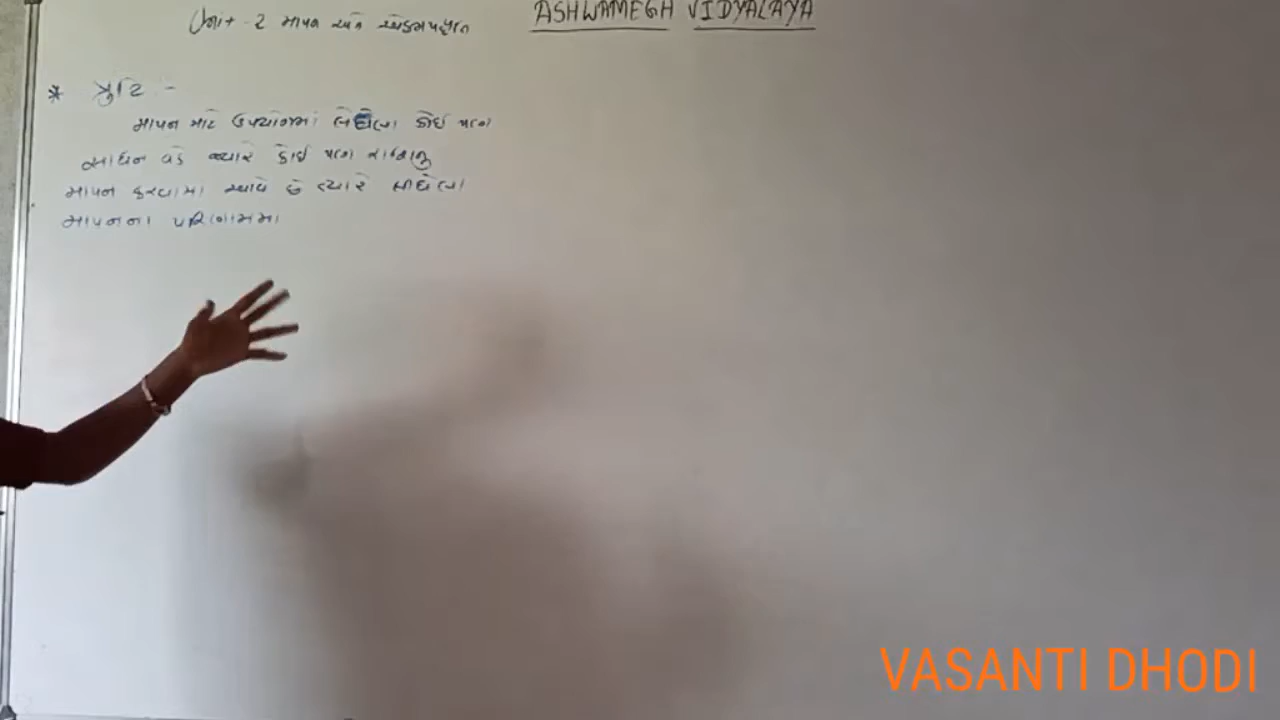 ASHWAMEGH VIDYALAYA
Unit - 2 માપન અને એકમપદ્ધતિ
* ત્રુટિ :-
માપન માટે ઉપયોગમાં લેધેલા કોઈ પણ
સાધન વડે જ્યારે કોઈ પણ રાશિનુ
માપન કરવામાં આવે છે ત્યારે લીધેલા
માપનના પરિણામમા
VASANTI DHODI